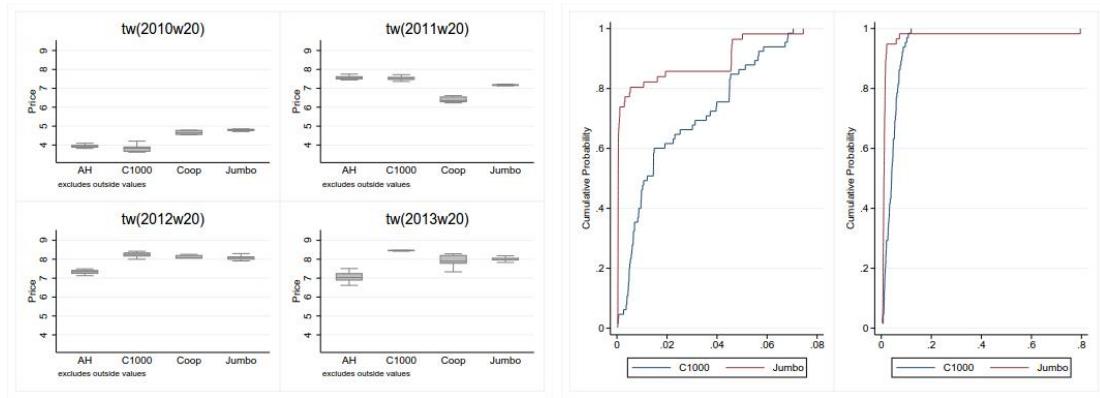 tw(2010w20)
Price
9
8
7
6
5
4
AH C1000 Coop Jumbo
excludes outside values
tw(2011w20)
Price
9
8
7
6
5
4
AH C1000 Coop Jumbo
excludes outside values
tw(2012w20)
Price
9
8
7
6
5
4
AH C1000 Coop Jumbo
excludes outside values
tw(2013w20)
Price
9
8
7
6
5
4
AH C1000 Coop Jumbo
excludes outside values
Cumulative Probability
1
.8
.6
.4
.2
0
0 .02 .04 .06 .08
C1000 Jumbo
Cumulative Probability
1
.8
.6
.4
.2
0
0 .2 .4 .6 .8
C1000 Jumbo